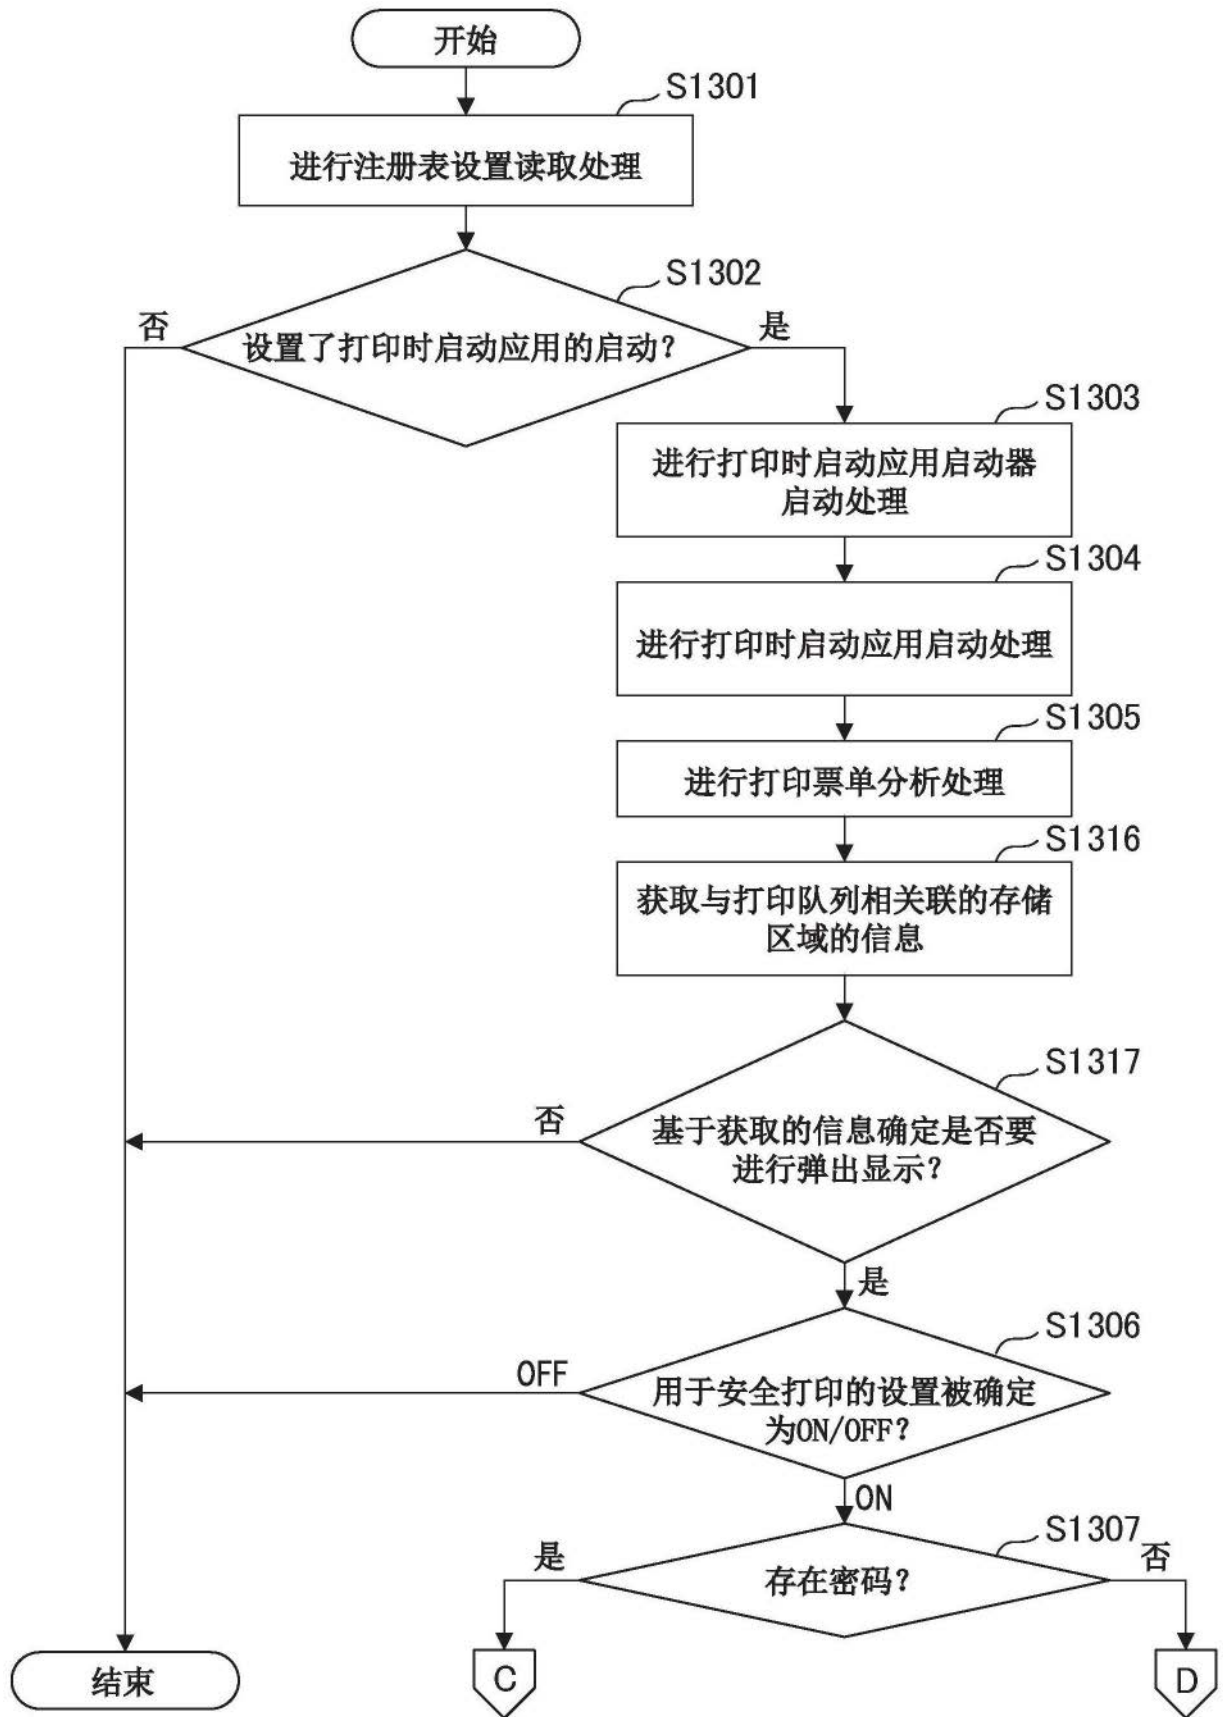 开始
S1301
进行注册表设置读取处理
S1302
否
设置了打印时启动应用的启动？
是
S1303
进行打印时启动应用启动器
启动处理
S1304
进行打印时启动应用启动处理
S1305
进行打印票单分析处理
S1316
获取与打印队列相关联的存储
区域的信息
S1317
否
基于获取的信息确定是否要
进行弹出显示？
是
S1306
OFF
用于安全打印的设置被确定
为ON/OFF？
ON
S1307
是
存在密码？
否
结束
C
D